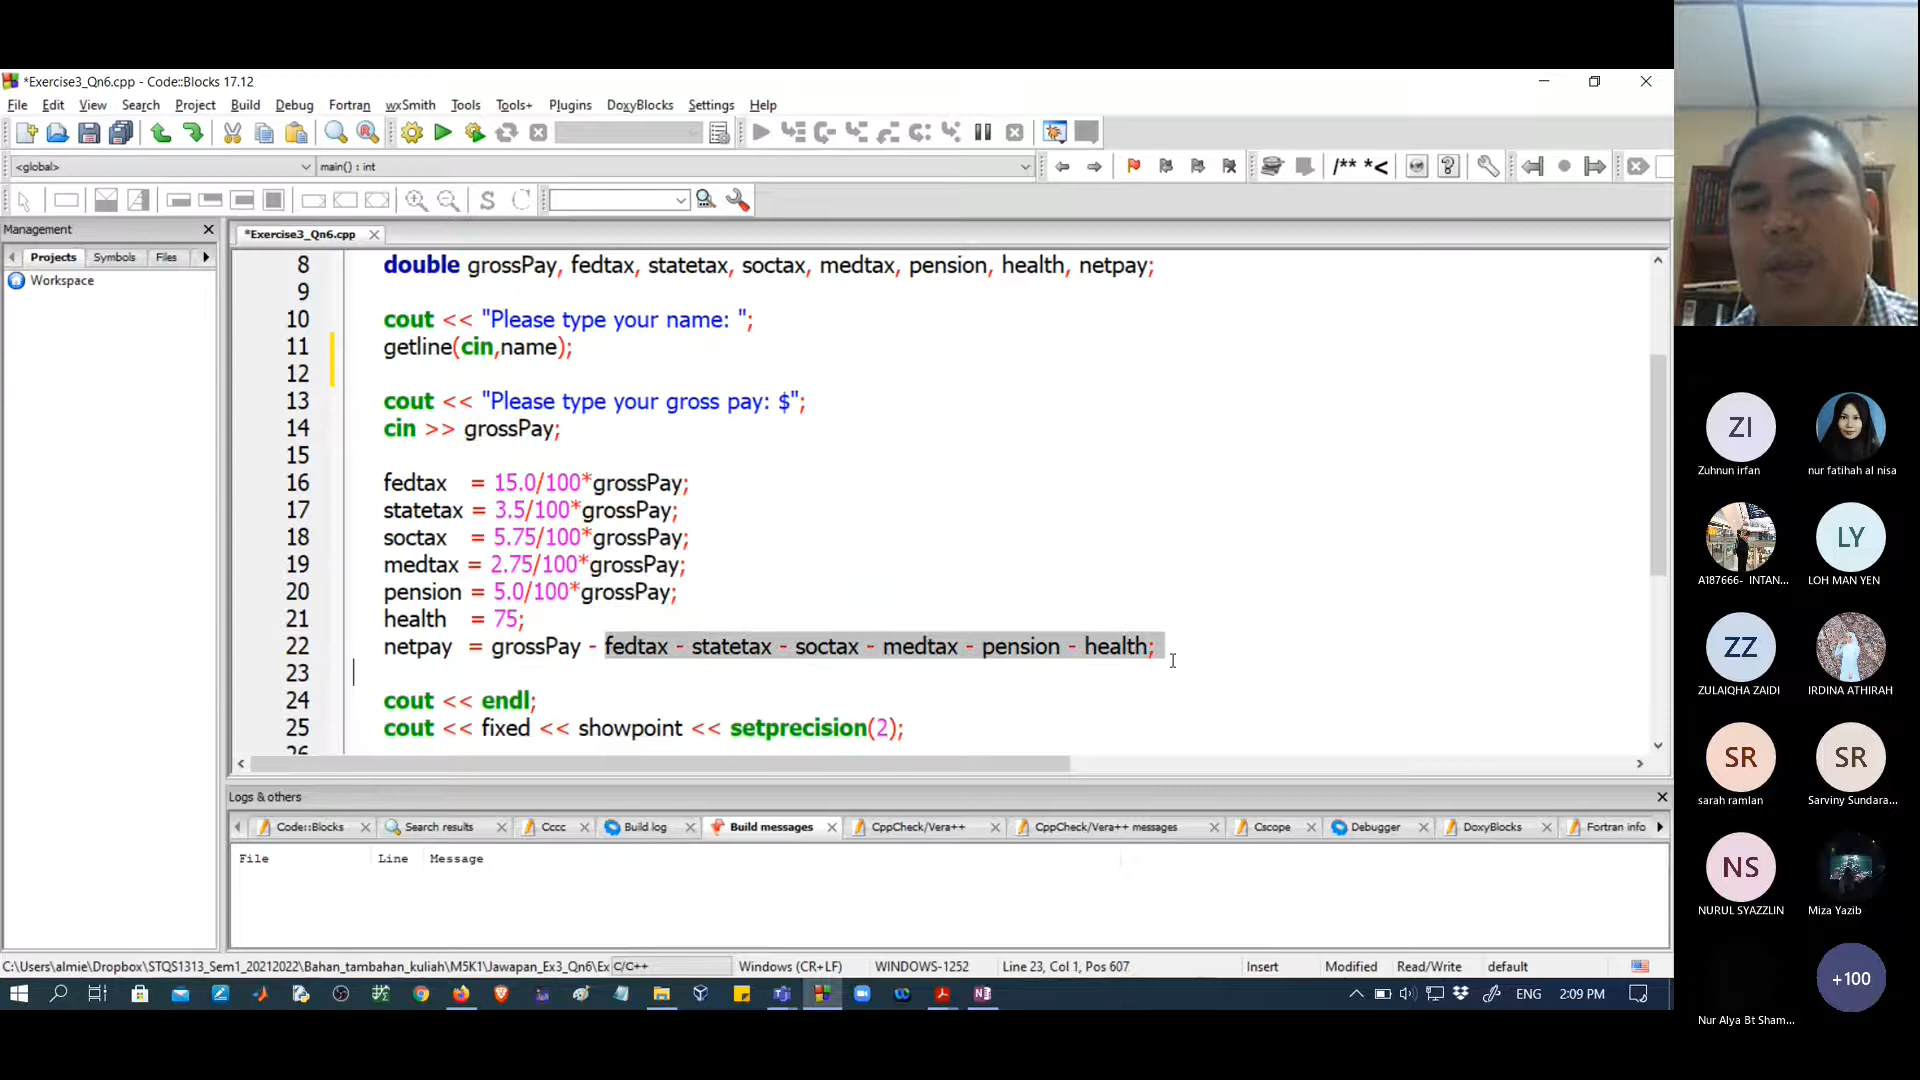 *Exercise3_Qn6.cpp - Code::Blocks 17.12
File Edit View Search Project Build Debug Fortran wxSmith Tools Tools+ Plugins DoxyBlocks Settings Help
<global> main() : int
/** *<
S
Management
*Exercise3_Qn6.cpp
Projects Symbols Files
Workspace
8 double grossPay, fedtax, statetax, soctax, medtax, pension, health, netpay;
9
10 cout << "Please type your name: ";
11 getline(cin,name);
12
13 cout << "Please type your gross pay: $";
14 cin >> grossPay;
15
16 fedtax = 15.0/100*grossPay;
17 statetax = 3.5/100*grossPay;
18 soctax = 5.75/100*grossPay;
19 medtax = 2.75/100*grossPay;
20 pension = 5.0/100*grossPay;
21 health = 75;
22 netpay = grossPay - fedtax - statetax - soctax - medtax - pension - health;
23
24 cout << endl;
25 cout << fixed << showpoint << setprecision(2);
26
Logs & others
Code::Blocks Search results Cccc Build log Build messages CppCheck/Vera++ CppCheck/Vera++ messages Cscope Debugger DoxyBlocks Fortran info
File Line Message
C:\Users\almie\Dropbox\STQS1313_Sem1_20212022\Bahan_tambahan_kuliah\M5K1\Jawapan_Ex3_Qn6\Ex C/C++ Windows (CR+LF) WINDOWS-1252 Line 23, Col 1, Pos 607 Insert Modified Read/Write default
ENG 2:09 PM
ZI
Zuhnun irfan
nur fatihah al nisa
A187666- INTAN...
LY
LOH MAN YEN
ZZ
ZULAIQHA ZAIDI
IRDINA ATHIRAH
SR
sarah ramlan
SR
Sarviny Sundara...
NS
NURUL SYAZZLIN
Miza Yazib
Nur Alya Bt Sham...
+100